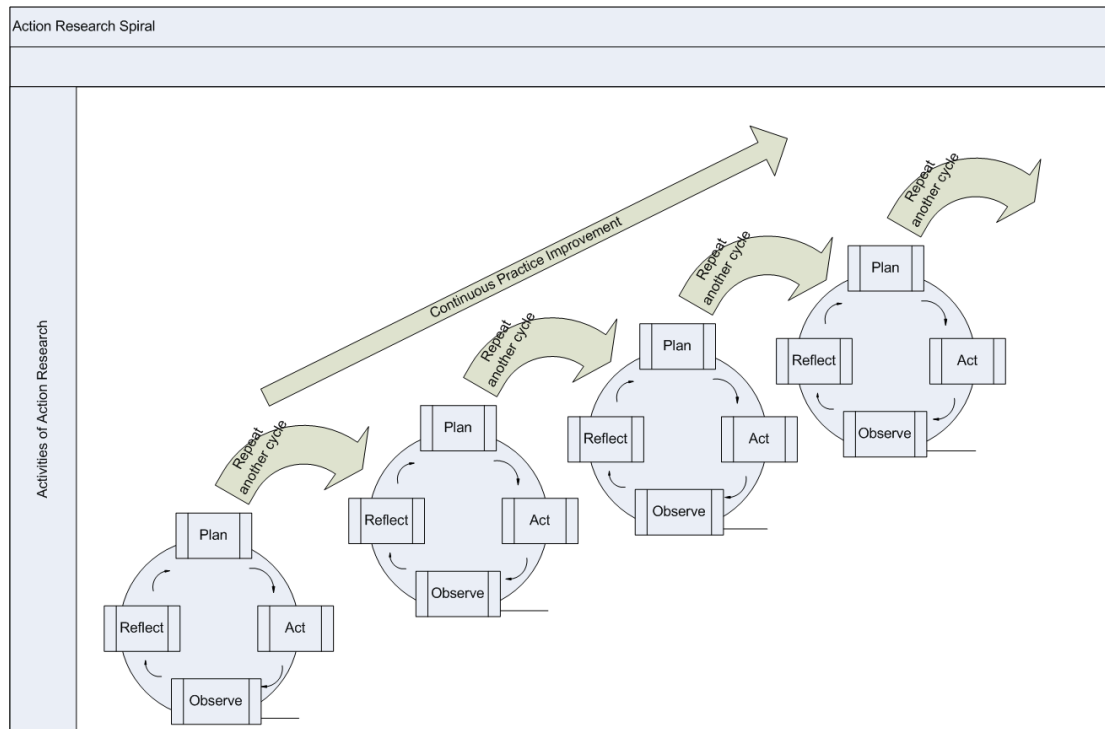 Action Research Spiral
Activities of Action Research
Continuous Practice Improvement
Repeat
another cycle
Plan
Reflect
Act
Observe
Repeat
another cycle
Plan
Reflect
Act
Observe
Repeat
another cycle
Plan
Reflect
Act
Observe
Repeat
another cycle
Plan
Reflect
Act
Observe